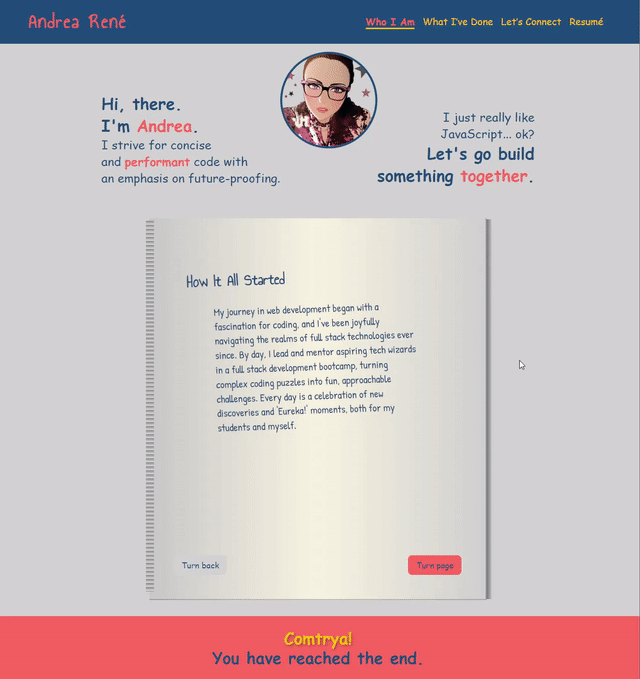 Andrea René
Who I Am What I've Done Let's Connect Resumé
Hi, there.
I'm Andrea.
I strive for concise
and performant code with
an emphasis on future-proofing.
I just really like
JavaScript... ok?
Let's go build
something together.
How It All Started
My journey in web development began with a
fascination for coding, and i've been joyfully
navigating the realms of full stack technologies ever
since. By day, I lead and mentor aspiring tech wizards
in a full stack development bootcamp, turning
complex coding puzzles into fun, approachable
challenges. Every day is a celebration of new
discoveries and 'Eureka!' moments, both for my
students and myself.
Turn back
Turn page
Comtrya!
You have reached the end.